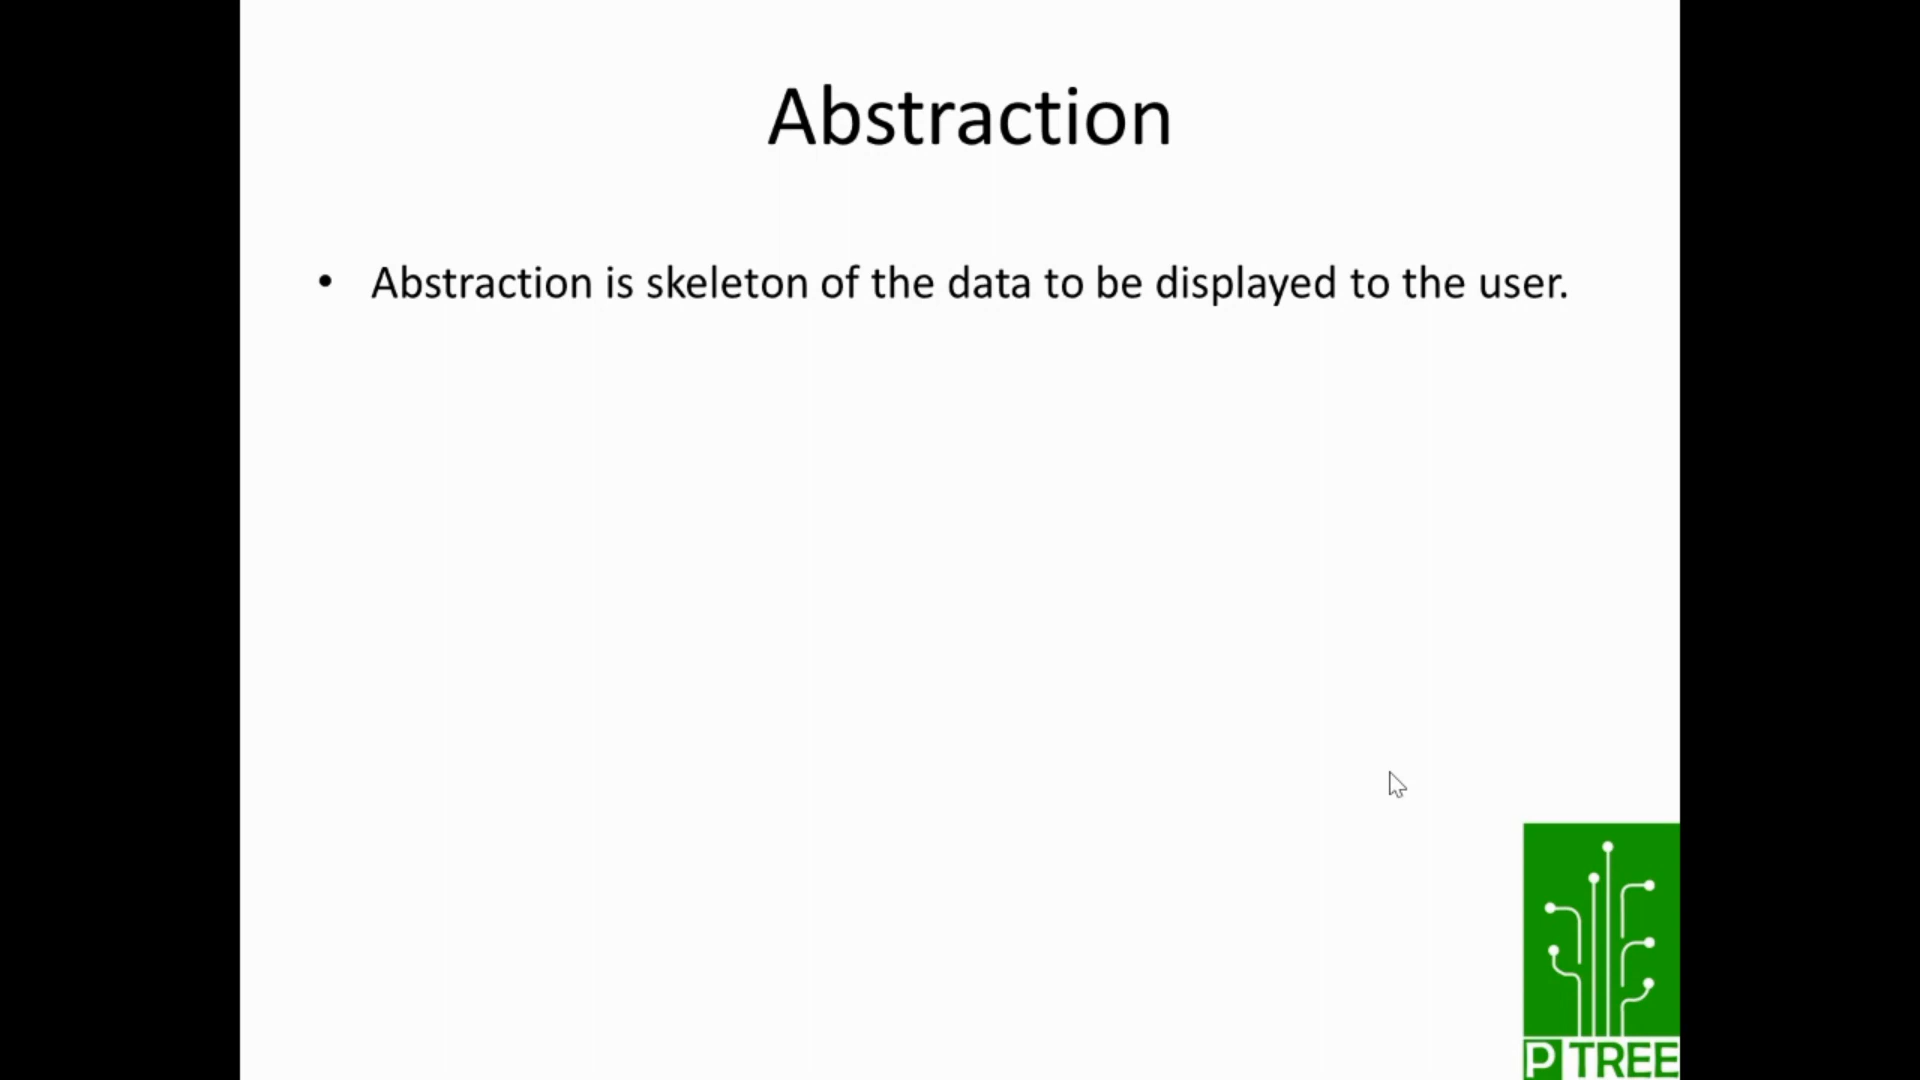 Abstraction
• Abstraction is skeleton of the data to be displayed to the user.
P TREE